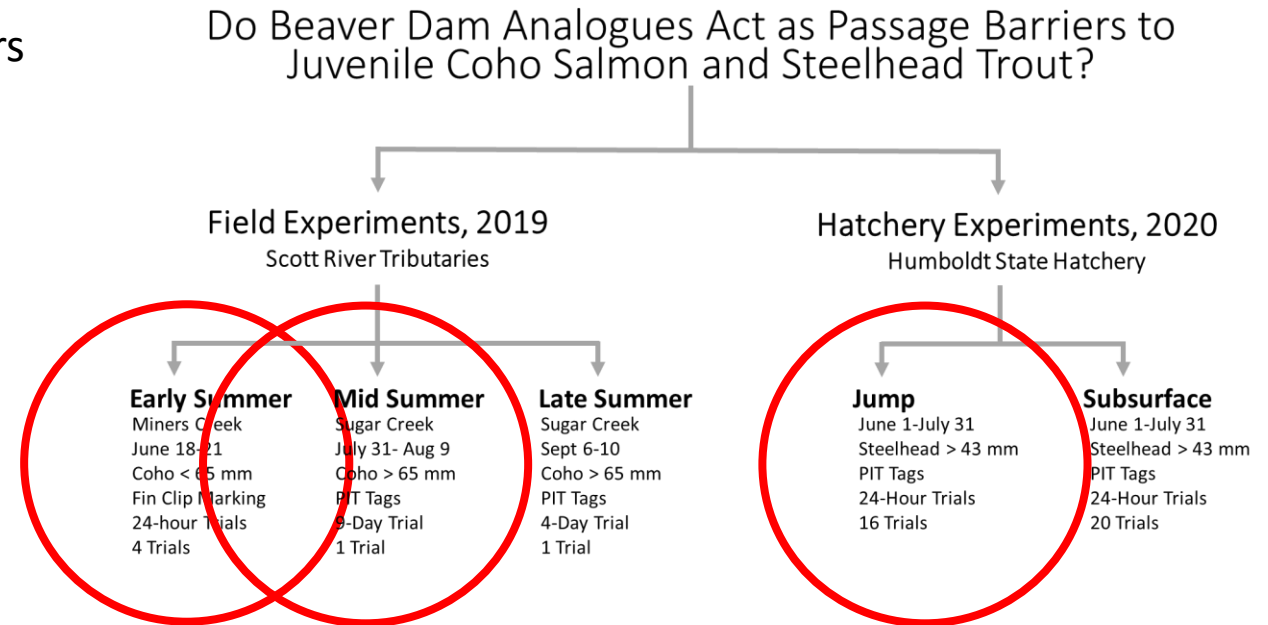 rs
Do Beaver Dam Analogues Act as Passage Barriers to
Juvenile Coho Salmon and Steelhead Trout?
Field Experiments, 2019
Scott River Tributaries
Hatchery Experiments, 2020
Humboldt State Hatchery
Early Summer
Miners Creek
June 18-21
Coho < 65 mm
Fin Clip Marking
24-hour Trials
4 Trials
Mid Summer
Sugar Creek
July 31- Aug 9
Coho > 65 mm
PIT Tags
9-Day Trial
1 Trial
Late Summer
Sugar Creek
Sept 6-10
Coho > 65 mm
PIT Tags
4-Day Trial
1 Trial
Jump
June 1-July 31
Steelhead > 43 mm
PIT Tags
24-Hour Trials
16 Trials
Subsurface
June 1-July 31
Steelhead > 43 mm
PIT Tags
24-Hour Trials
20 Trials